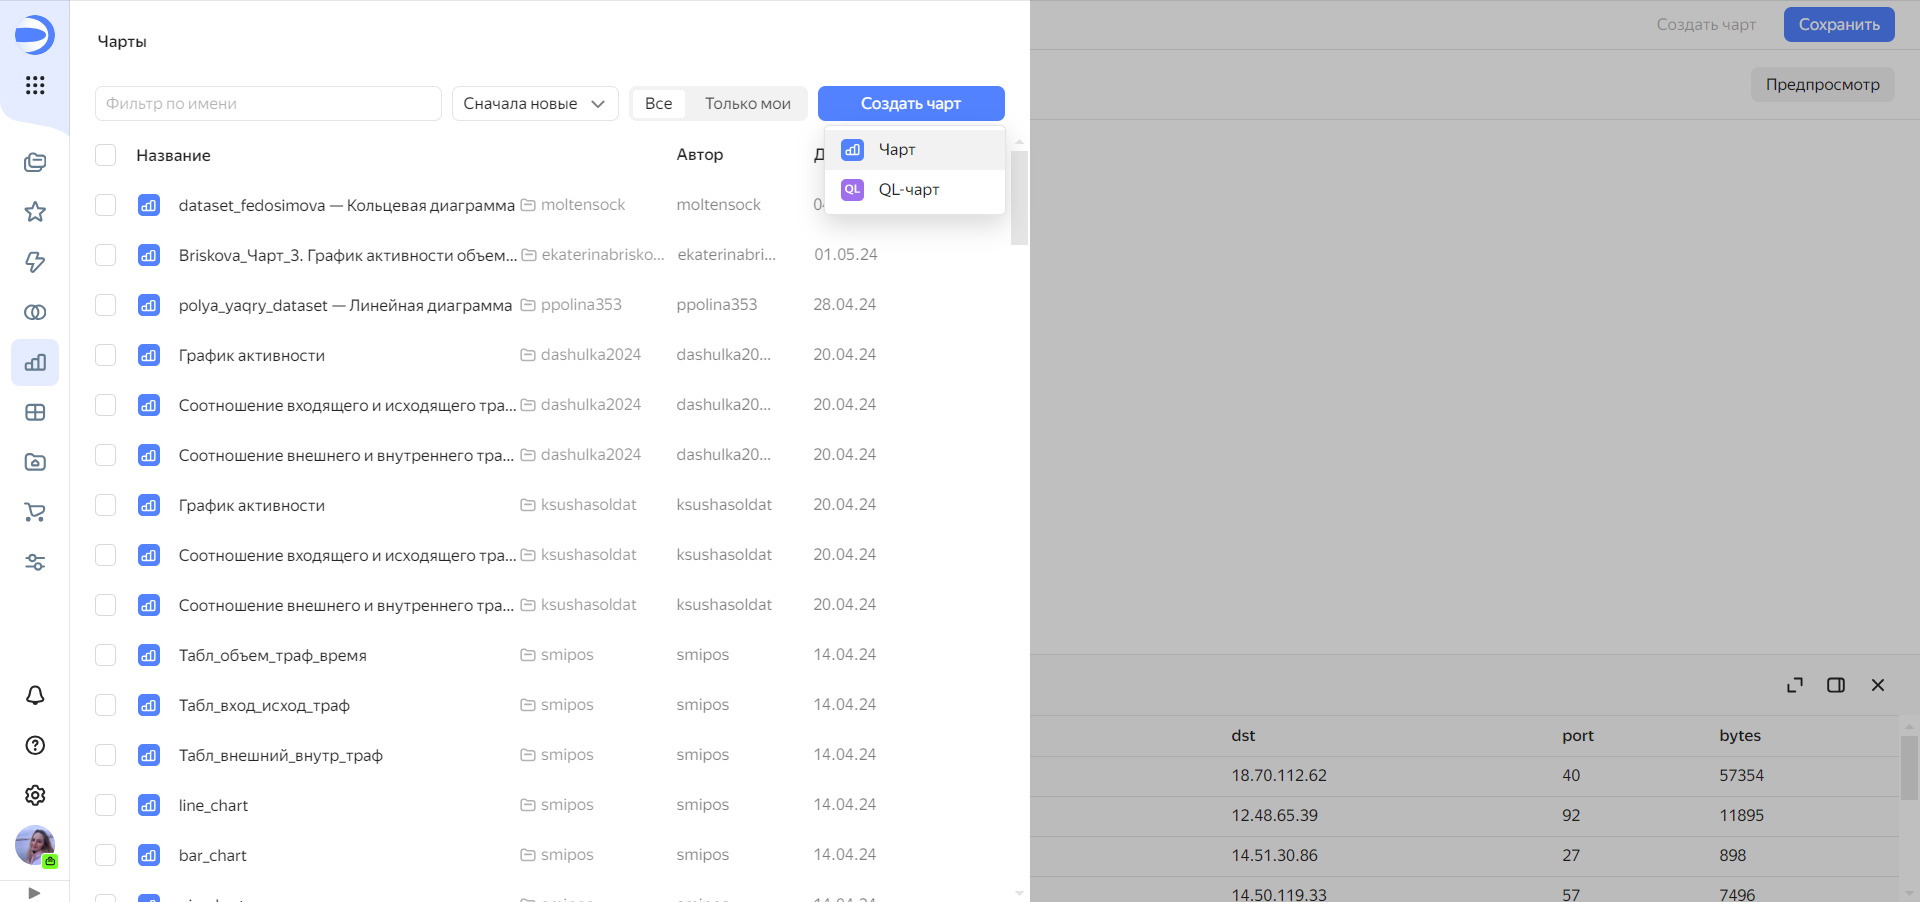 Чарты
Создать чарт
Сохранить
Фильтр по имени
Сначала новые
Все
Только мои
Создать чарт
Предпросмотр
Чарт
QL QL-чарт
Название
Автор
dataset_fedosimova — Кольцевая диаграмма moltensock moltensock
Briskova_Чарт_3. График активности объем... ekaterinabrisko... ekaterinabri... 01.05.24
polya_yaqry_dataset — Линейная диаграмма ppolina353 ppolina353 28.04.24
График активности dashulka2024 dashulka20... 20.04.24
Соотношение входящего и исходящего тра... dashulka2024 dashulka20... 20.04.24
Соотношение внешнего и внутреннего тра... dashulka2024 dashulka20... 20.04.24
График активности ksushasoldat ksushasoldat 20.04.24
Соотношение входящего и исходящего тра... ksushasoldat ksushasoldat 20.04.24
Соотношение внешнего и внутреннего тра... ksushasoldat ksushasoldat 20.04.24
Табл_объем_траф_время smipos smipos 14.04.24
Табл_вход_исход_траф smipos smipos 14.04.24
Табл_внешний_внутр_траф smipos smipos 14.04.24
line_chart smipos smipos 14.04.24
bar_chart smipos smipos 14.04.24
dst port bytes
18.70.112.62 40 57354
12.48.65.39 92 11895
14.51.30.86 27 898
14.50.119.33 57 7496